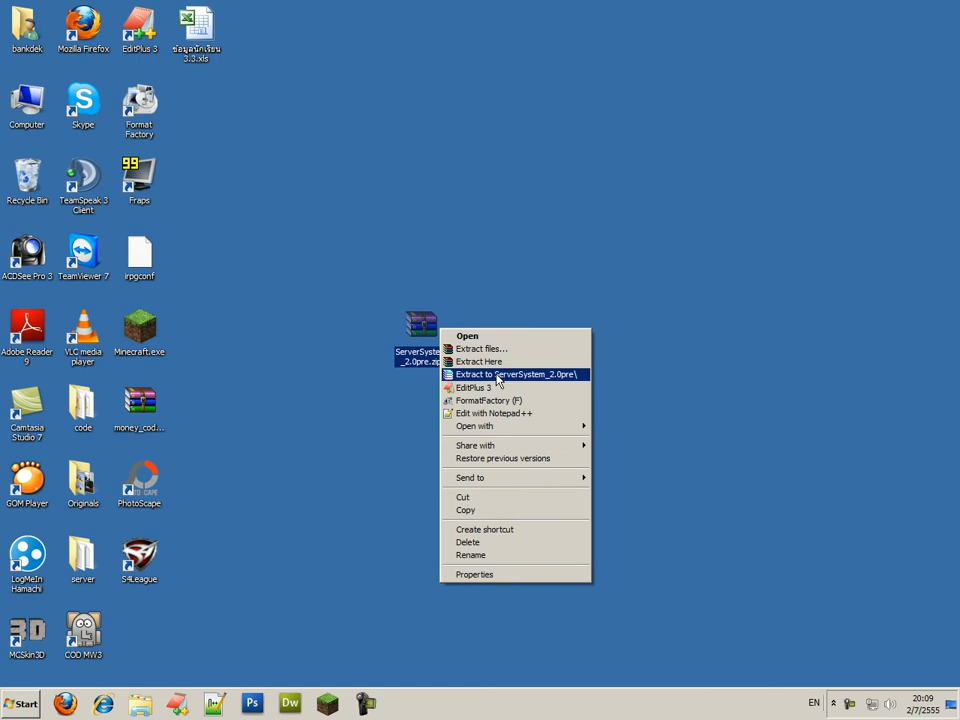 bankdek
Mozilla Firefox
EditPlus 3
ข้อมูลนักเรียน
3.3.xls
Computer
Skype
Format
Factory
99
Recycle Bin
TeamSpeak 3
Client
Fraps
ACDSee Pro 3
TeamViewer 7
irpgconf
Adobe Reader
9
VLC media
player
Minecraft.exe
Camtasia
Studio 7
code
money_cod...
GOM Player
Originals
PhotoScape
LogMeIn
Hamachi
server
S4League
3D
MCSkin3D
COD MW3
ServerSyste
_2.0pre.zip
Open
Extract files...
Extract Here
Extract to ServerSystem_2.0pre\
EditPlus 3
FormatFactory (F)
Edit with Notepad++
Open with
Share with
Restore previous versions
Send to
Cut
Copy
Create shortcut
Delete
Rename
Properties
Start
Ps
Dw
EN
20:09
2/7/2555